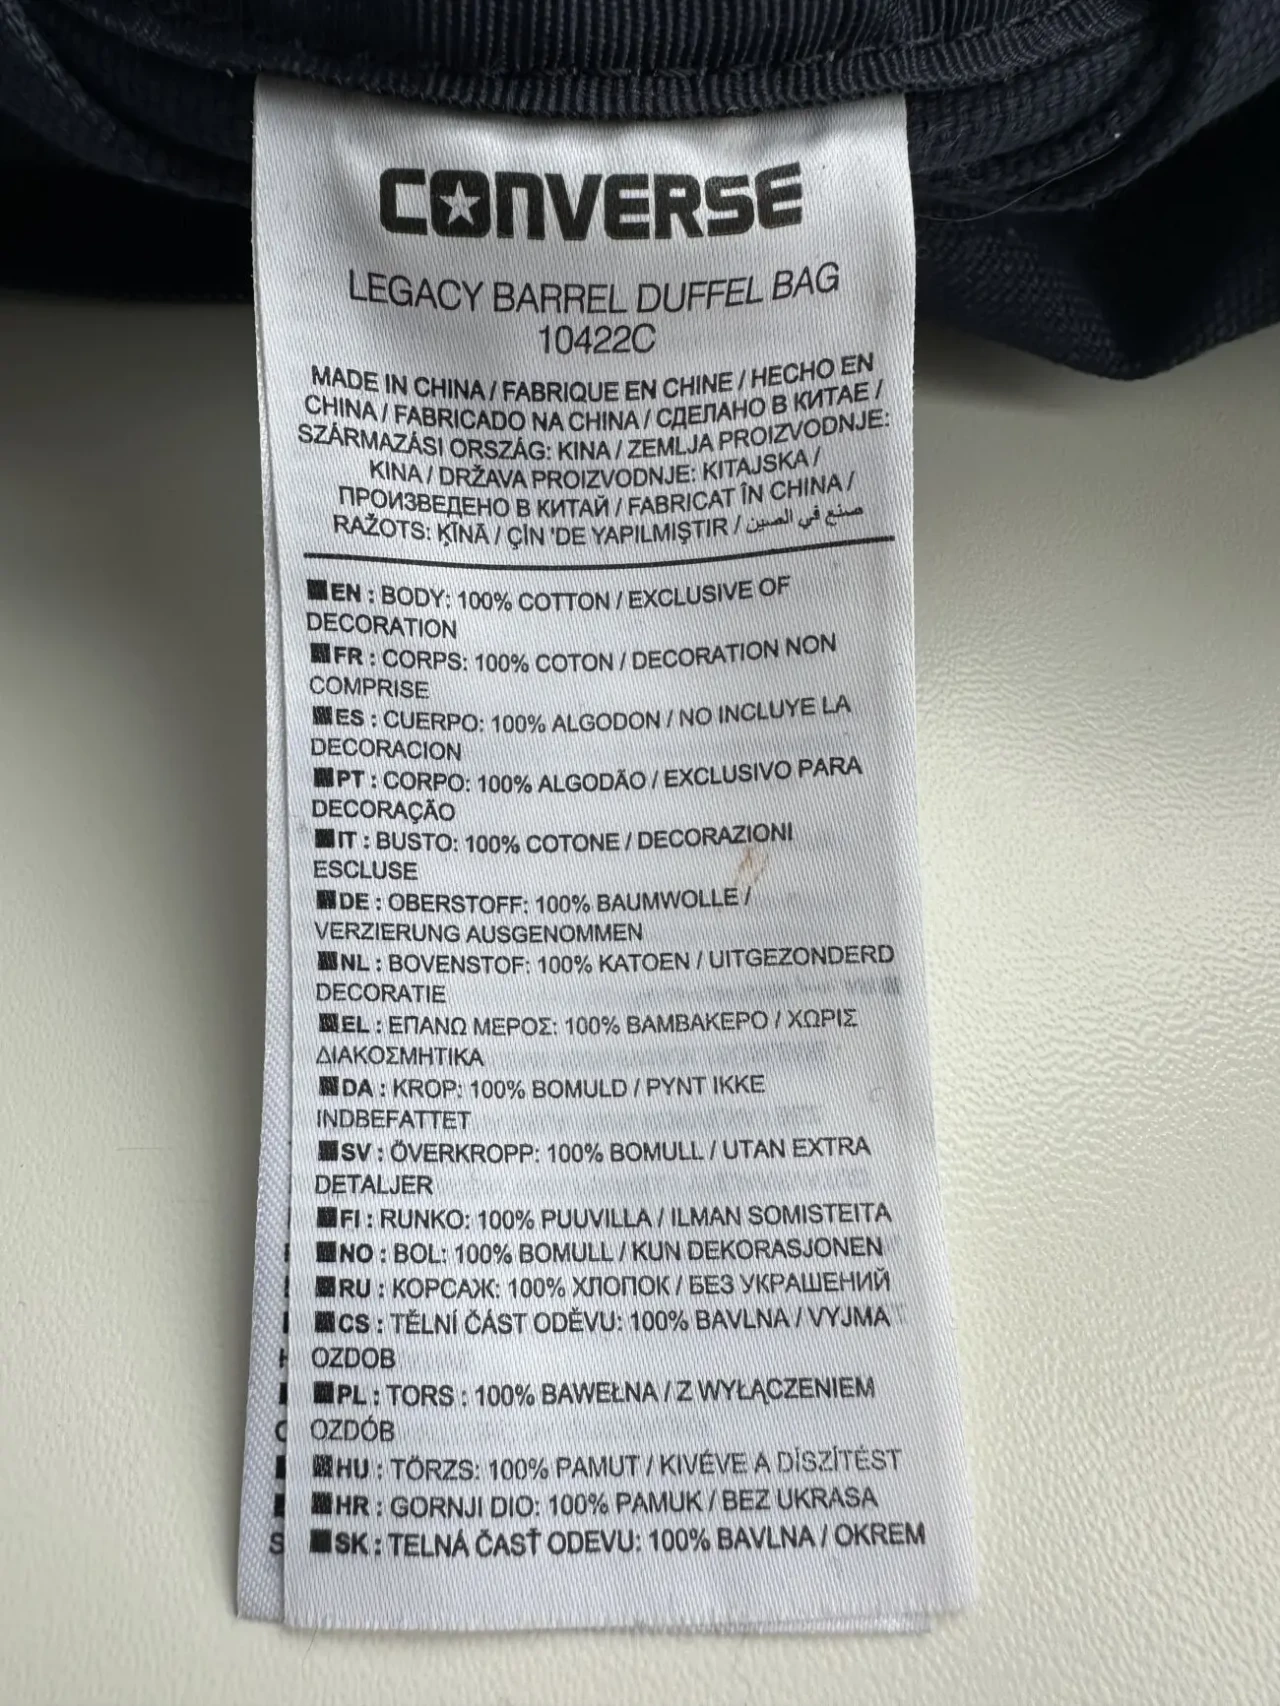 CONVERSE
LEGACY BARREL DUFFEL BAG
10422C
MADE IN CHINA / FABRIQUE EN CHINE / HECHO EN
CHINA / FABRICADO NA CHINA / СДЕЛАНО В КИТАЕ /
SZÁRMAZÁSI ORSZÁG: KINA / ZEMLJA PROIZVODNJE:
KINA / DRŽAVA PROIZVODNJE: KITAJSKA /
ПРОИЗВЕДЕНО В КИТАЙ / FABRICAT ÎN CHINA /
RAŽOTS: ĶĪNĀ / ÇİN 'DE YAPILMIŞTIR / صنع في الصين
EN : BODY: 100% COTTON / EXCLUSIVE OF
DECORATION
FR : CORPS: 100% COTON / DECORATION NON
COMPRISE
ES : CUERPO: 100% ALGODON / NO INCLUYE LA
DECORACION
PT : CORPO: 100% ALGODÃO / EXCLUSIVO PARA
DECORAÇÃO
IT : BUSTO: 100% COTONE / DECORAZIONI
ESCLUSE
DE : OBERSTOFF: 100% BAUMWOLLE /
VERZIERUNG AUSGENOMMEN
NL : BOVENSTOF: 100% KATOEN / UITGEZONDERD
DECORATIE
EL : ΕΠΑΝΩ ΜΕΡΟΣ: 100% ΒΑΜΒΑΚΕΡΟ / ΧΩΡΙΣ
ΔΙΑΚΟΣΜΗΤΙΚΑ
DA : KROP: 100% BOMULD / PYNT IKKE
INDBEFATTET
SV : ÖVERKROPP: 100% BOMULL / UTAN EXTRA
DETALJER
FI : RUNKO: 100% PUUVILLA / ILMAN SOMISTEITA
NO : BOL: 100% BOMULL / KUN DEKORASJONEN
RU : КОРСАЖ: 100% ХЛОПОК / БЕЗ УКРАШЕНИЙ
CS : TĚLNÍ ČÁST ODĚVU: 100% BAVLNA / VYJMA
OZDOB
PL : TORS : 100% BAWEŁNA / Z WYŁĄCZENIEM
OZDÓB
HU : TÖRZS: 100% PAMUT / KIVÉVE A DÍSZÍTÉST
HR : GORNJI DIO: 100% PAMUK / BEZ UKRASA
SK : TELNÁ ČASŤ ODEVU: 100% BAVLNA / OKREM